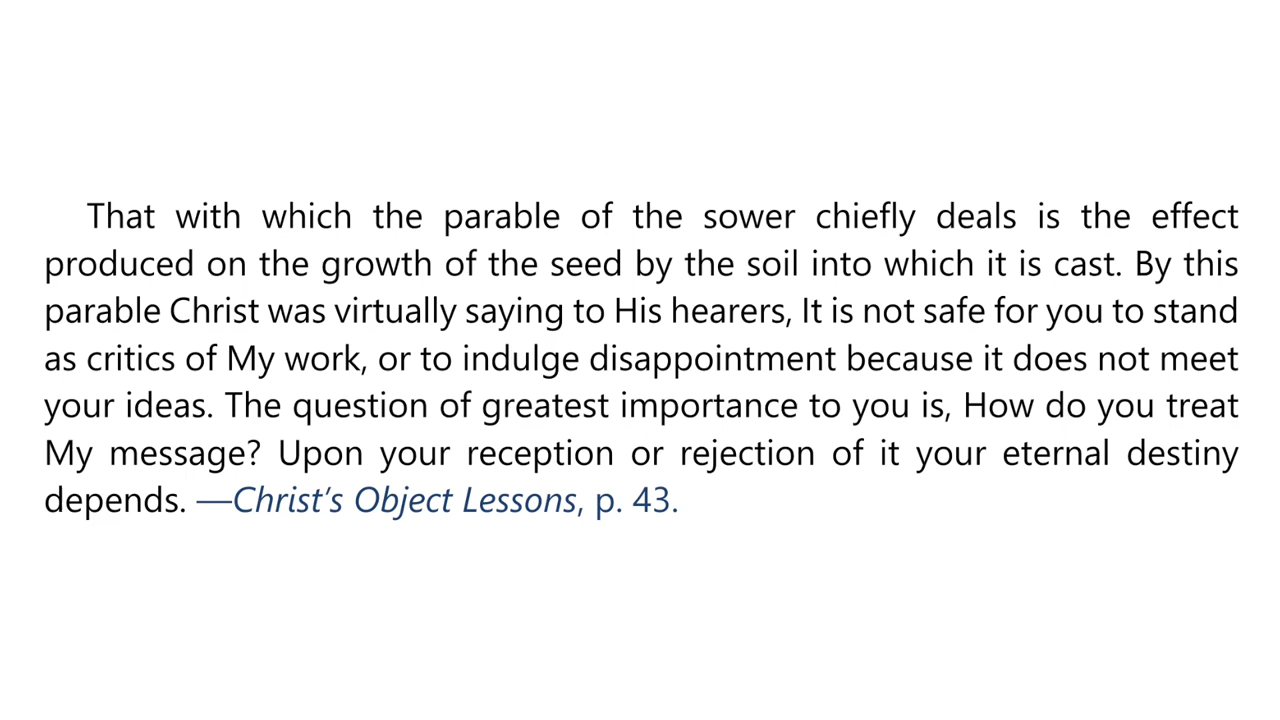 That with which the parable of the sower chiefly deals is the effect
produced on the growth of the seed by the soil into which it is cast. By this
parable Christ was virtually saying to His hearers, It is not safe for you to stand
as critics of My work, or to indulge disappointment because it does not meet
your ideas. The question of greatest importance to you is, How do you treat
My message? Upon your reception or rejection of it your eternal destiny
depends. —Christ’s Object Lessons, p. 43.